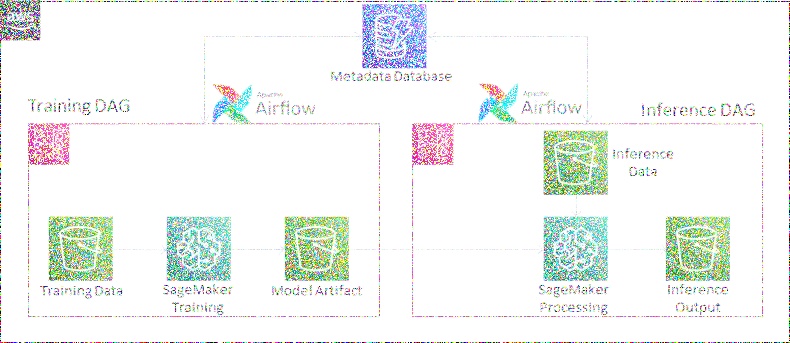 Metadata Database
Training DAG
Apache
Airflow
Apache
Airflow
Inference DAG
Inference
Data
Training Data
SageMaker
Training
Model Artifact
SageMaker
Processing
Inference
Output